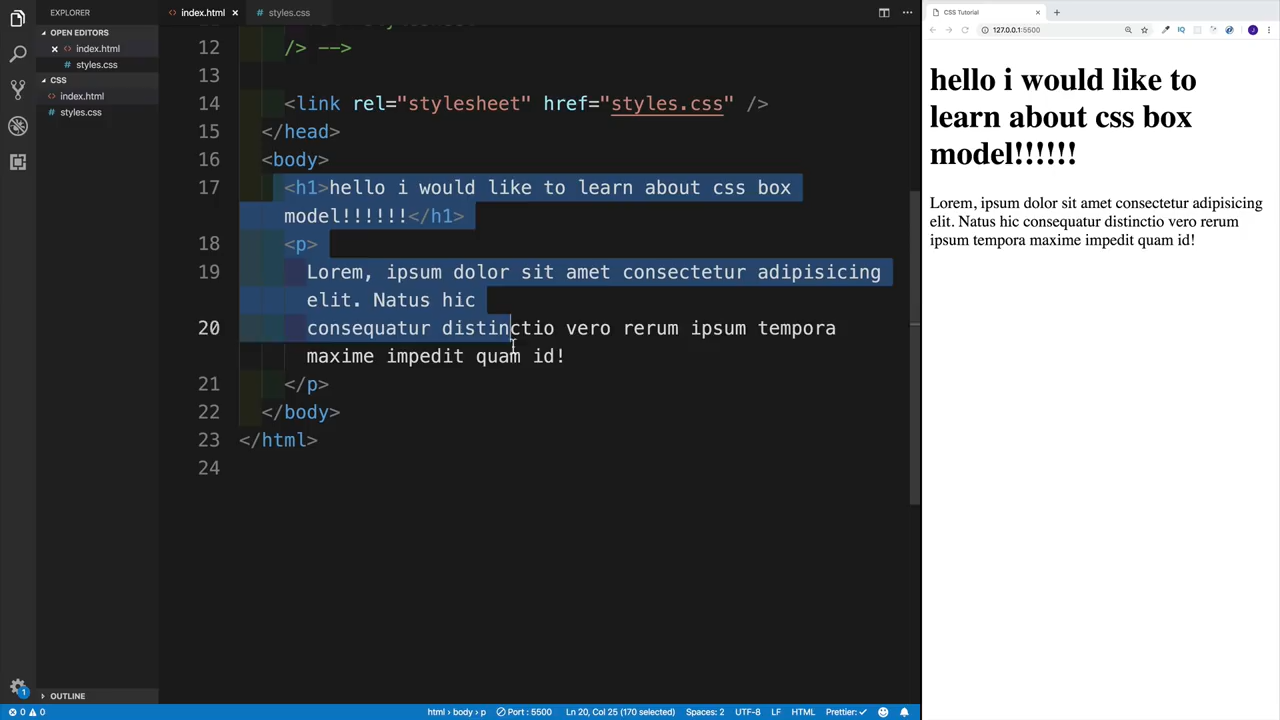 EXPLORER
OPEN EDITORS
index.html
styles.css
CSS
index.html
styles.css
OUTLINE
index.html
styles.css
12 /> -->
13
14 <link rel="stylesheet" href="styles.css" />
15 </head>
16 <body>
17 <h1>hello i would like to learn about css box
model!!!!!!</h1>
18 <p>
19 Lorem, ipsum dolor sit amet consectetur adipisicing
elit. Natus hic
20 consequatur distinctio vero rerum ipsum tempora
maxime impedit quam id!
21 </p>
22 </body>
23 </html>
24
1
0 0
html › body › p
Port : 5500
Ln 20, Col 25 (170 selected)
Spaces: 2
UTF-8
LF
HTML
Prettier: ✓
CSS Tutorial
127.0.0.1:5500
IQ
J
hello i would like to
learn about css box
model!!!!!!
Lorem, ipsum dolor sit amet consectetur adipisicing
elit. Natus hic consequatur distinctio vero rerum
ipsum tempora maxime impedit quam id!